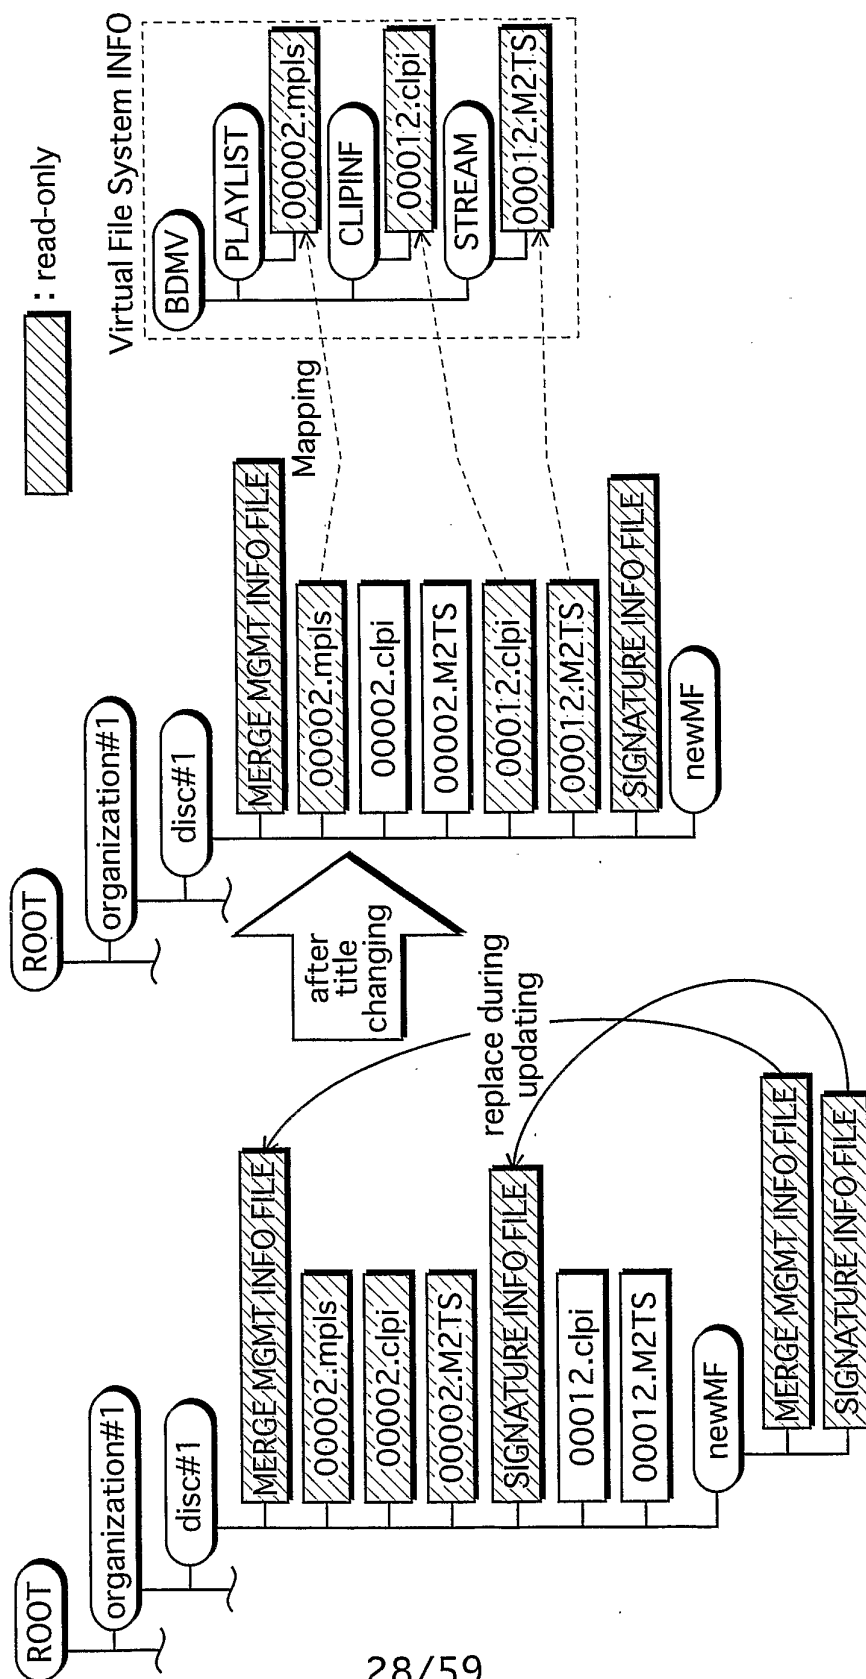 ROOT
organization#1
disc#1
MERGE MGMT INFO FILE
00002.mpls
00002.clpi
00002.M2TS
SIGNATURE INFO FILE
00012.clpi
00012.M2TS
newMF
MERGE MGMT INFO FILE
SIGNATURE INFO FILE
replace during
updating
after
title
changing
ROOT
organization#1
disc#1
MERGE MGMT INFO FILE
00002.mpls
00002.clpi
00002.M2TS
00012.clpi
00012.M2TS
SIGNATURE INFO FILE
newMF
Mapping
: read-only
Virtual File System INFO
BDMV
PLAYLIST
00002.mpls
CLIPINF
00012.clpi
STREAM
00012.M2TS
28/59